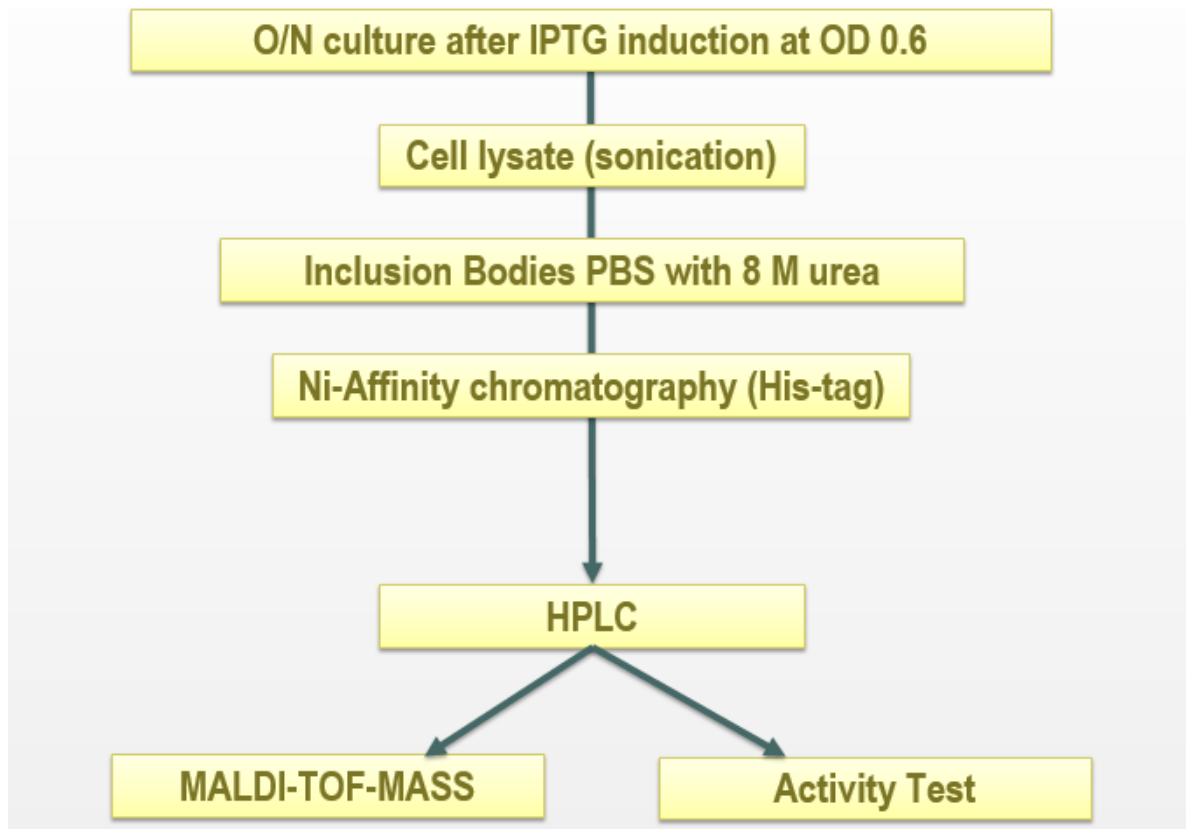 O/N culture after IPTG induction at OD 0.6
Cell lysate (sonication)
Inclusion Bodies PBS with 8 M urea
Ni-Affinity chromatography (His-tag)
HPLC
MALDI-TOF-MASS
Activity Test